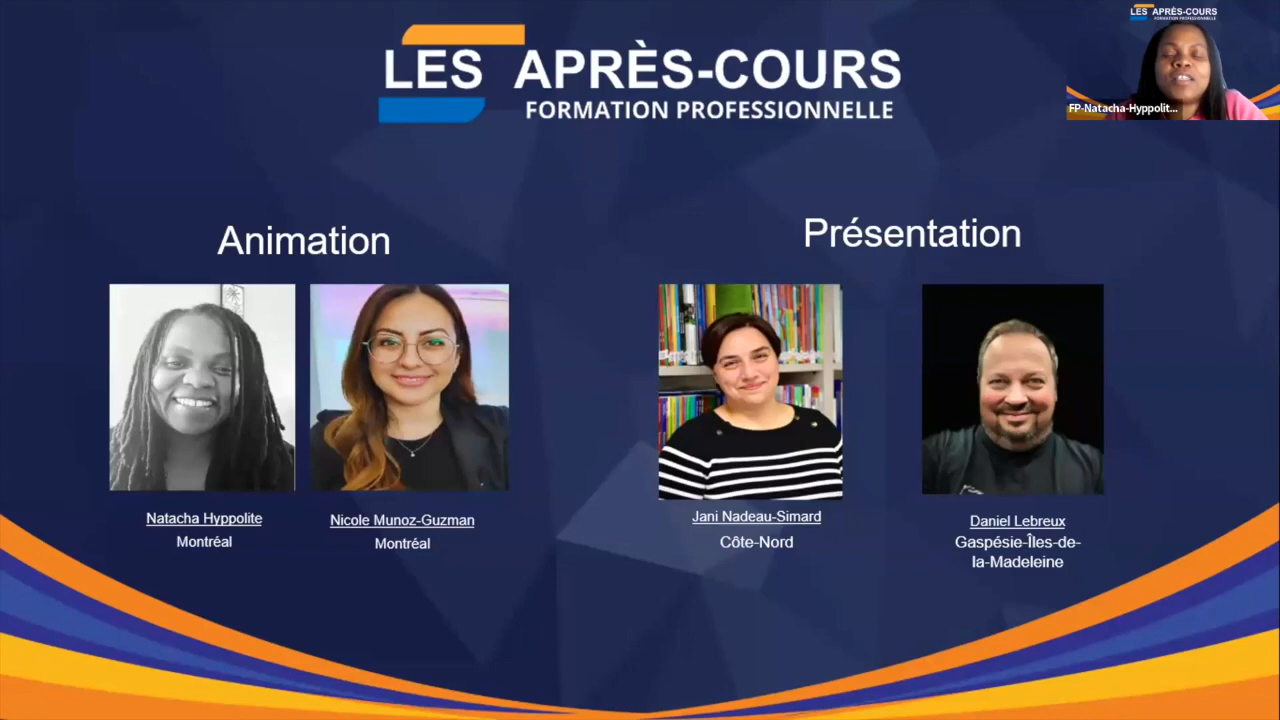 LES APRÈS-COURS
FORMATION PROFESSIONNELLE
LES APRÈS-COURS
FORMATION PROFESSIONNELLE
FP-Natacha-Hyppolit...
Animation
Présentation
Natacha Hyppolite
Montréal
Nicole Munoz-Guzman
Montréal
Jani Nadeau-Simard
Côte-Nord
Daniel Lebreux
Gaspésie-Îles-de-
la-Madeleine